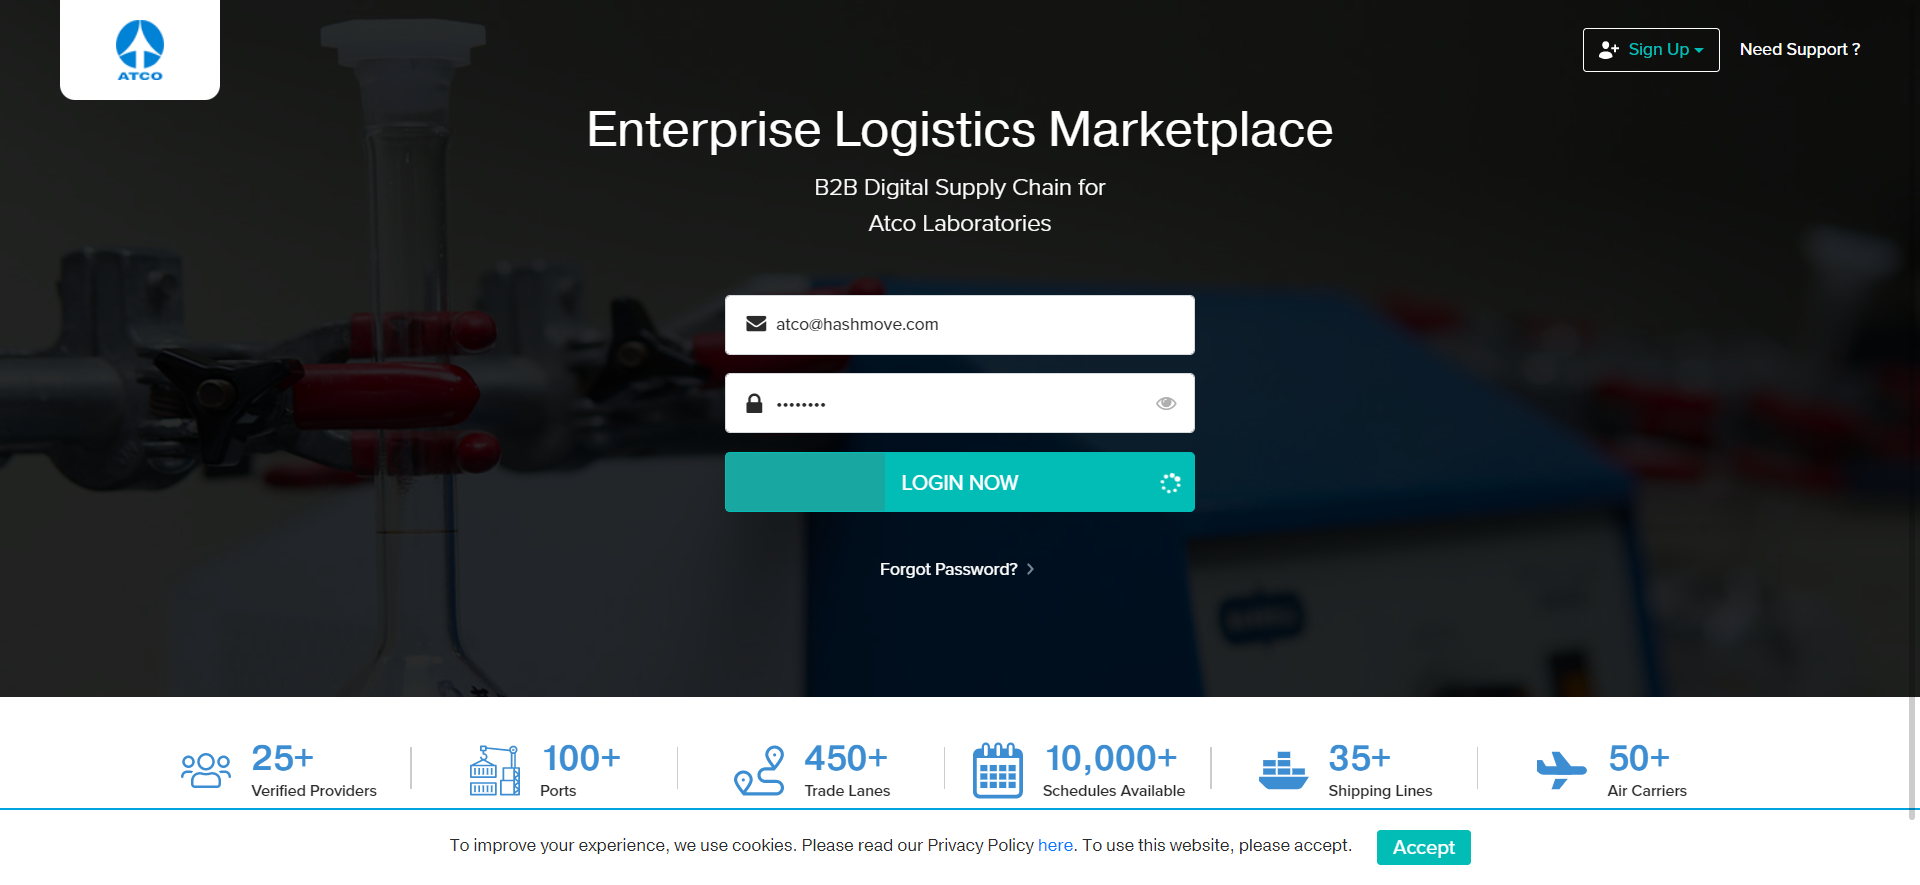 ATCO
Sign Up
Need Support ?
Enterprise Logistics Marketplace
B2B Digital Supply Chain for
Atco Laboratories
atco@hashmove.com
••••••••
LOGIN NOW
Forgot Password?
25+
Verified Providers
100+
Ports
450+
Trade Lanes
10,000+
Schedules Available
35+
Shipping Lines
50+
Air Carriers
To improve your experience, we use cookies. Please read our Privacy Policy here. To use this website, please accept.
Accept